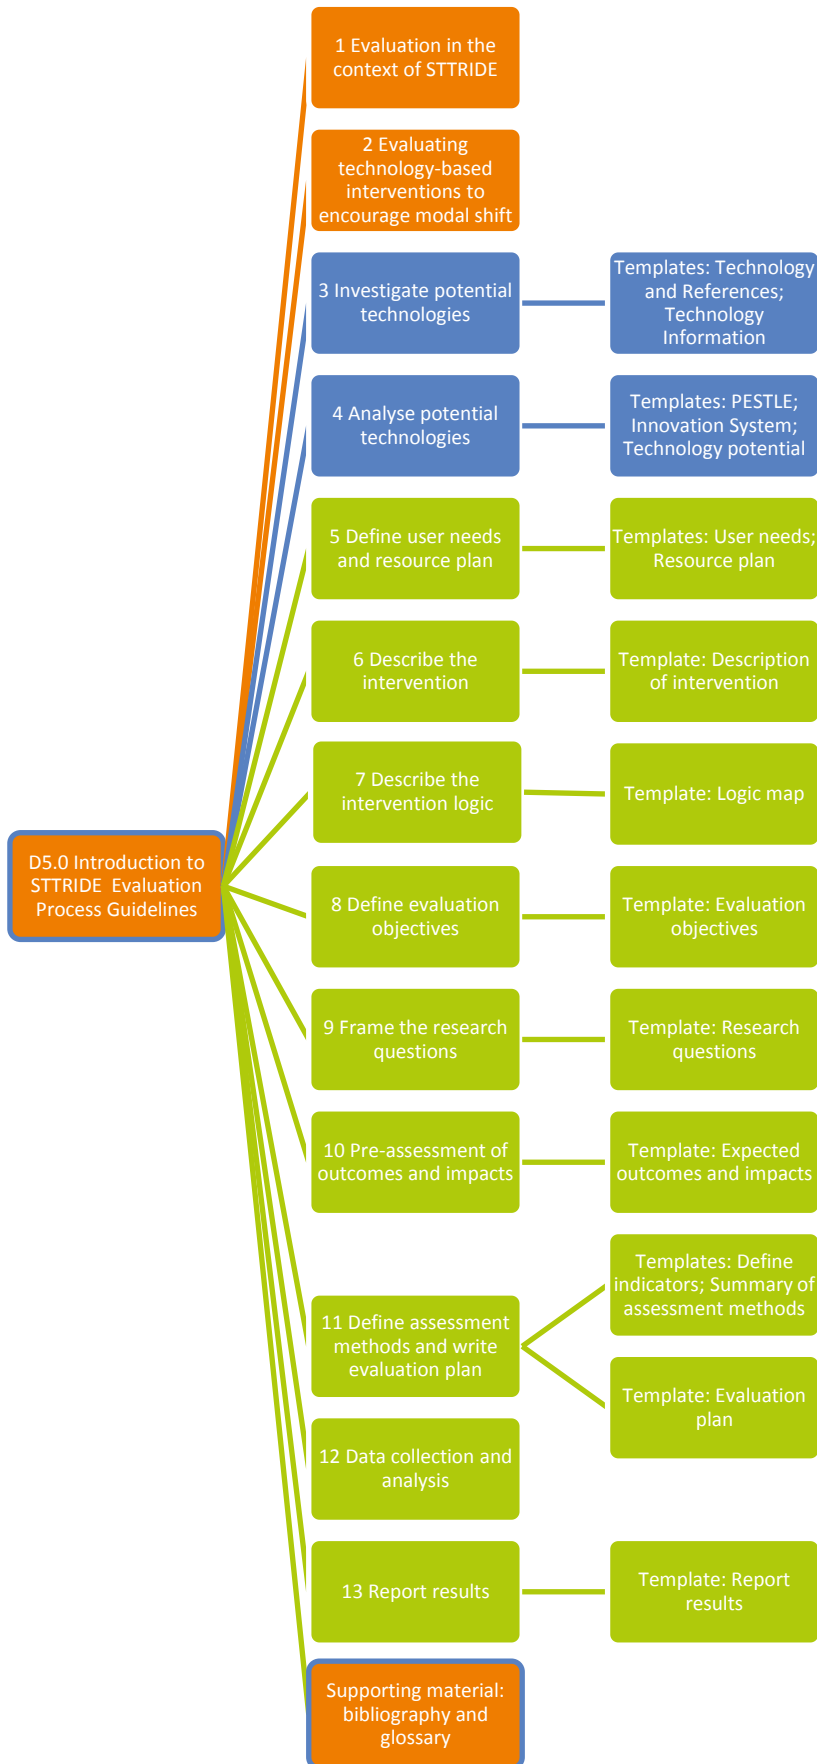 1 Evaluation in the
context of STTRIDE
2 Evaluating
technology-based
interventions to
encourage modal shift
3 Investigate potential
technologies
Templates: Technology
and References;
Technology
Information
4 Analyse potential
technologies
Templates: PESTLE;
Innovation System;
Technology potential
5 Define user needs
and resource plan
Templates: User needs;
Resource plan
6 Describe the
intervention
Template: Description
of intervention
7 Describe the
intervention logic
Template: Logic map
D5.0 Introduction to
STTRIDE Evaluation
Process Guidelines
8 Define evaluation
objectives
Template: Evaluation
objectives
9 Frame the research
questions
Template: Research
questions
10 Pre-assessment of
outcomes and impacts
Template: Expected
outcomes and impacts
11 Define assessment
methods and write
evaluation plan
Templates: Define
indicators; Summary of
assessment methods
Template: Evaluation
plan
12 Data collection and
analysis
13 Report results
Template: Report
results
Supporting material:
bibliography and
glossary